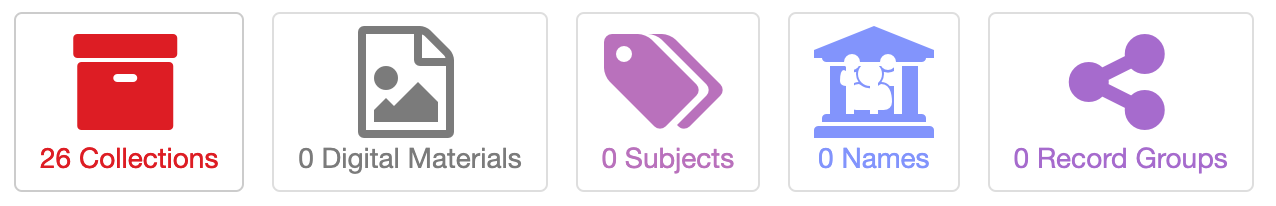 26 Collections
0 Digital Materials
0 Subjects
0 Names
0 Record Groups